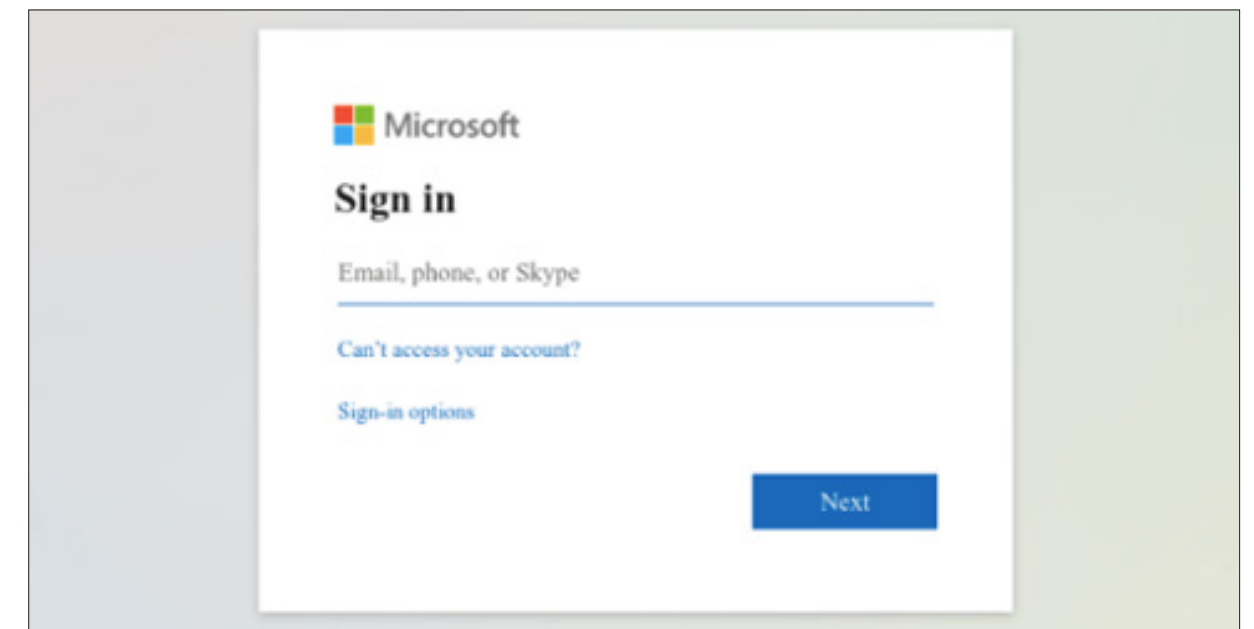 Microsoft
Sign in
Email, phone, or Skype
Can't access your account?
Sign-in options
Next